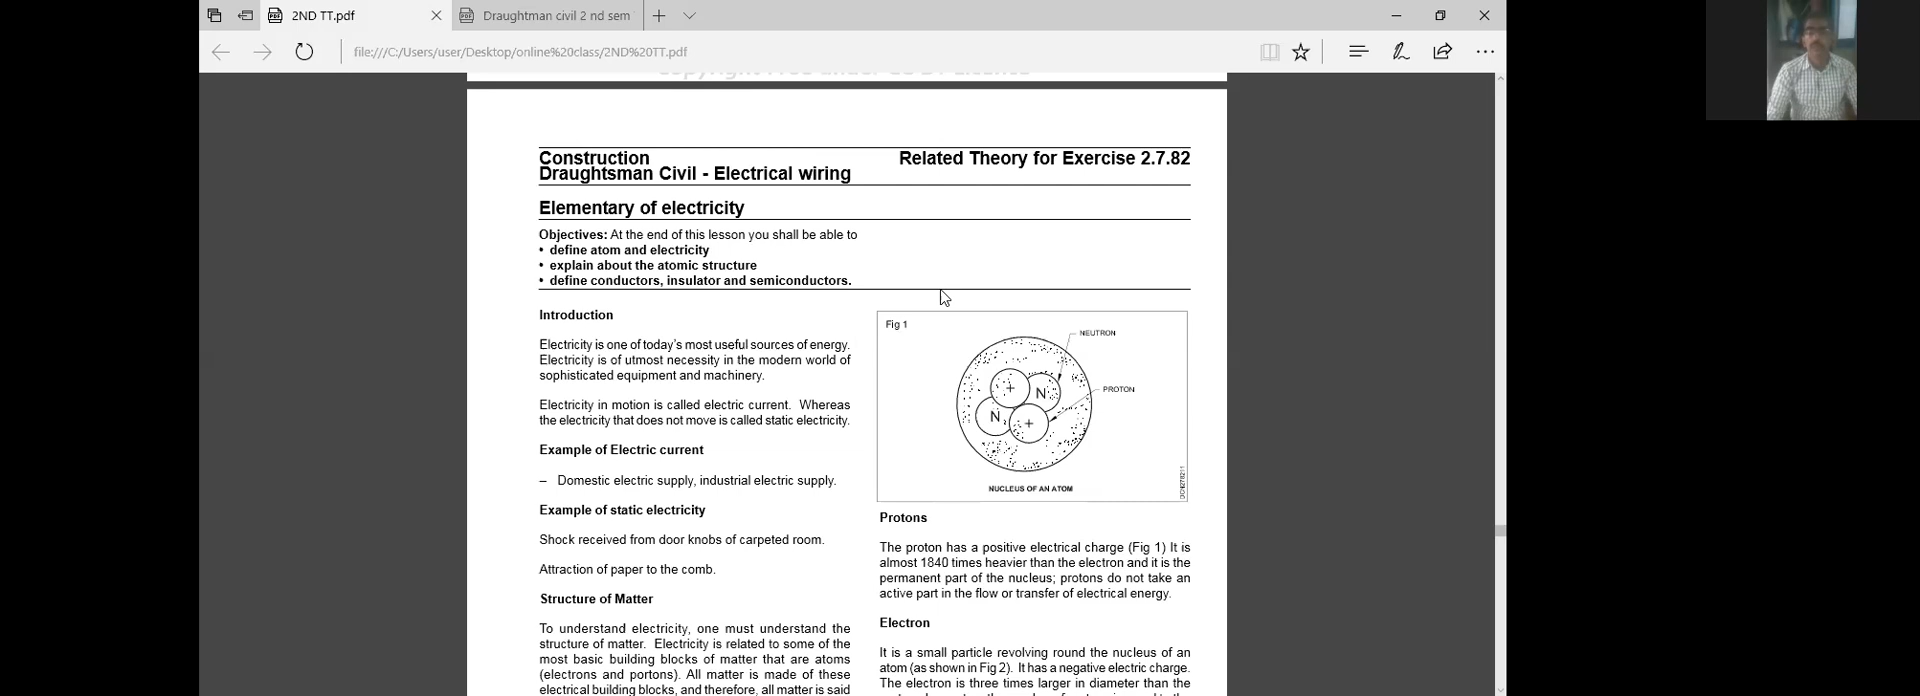 2ND TT.pdf
Draughtman civil 2 nd sem
file:///C:/Users/user/Desktop/online%20class/2ND%20TT.pdf
Construction
Draughtsman Civil - Electrical wiring
Related Theory for Exercise 2.7.82
Elementary of electricity
Objectives: At the end of this lesson you shall be able to
• define atom and electricity
• explain about the atomic structure
• define conductors, insulator and semiconductors.
Introduction
Electricity is one of today's most useful sources of energy.
Electricity is of utmost necessity in the modern world of
sophisticated equipment and machinery.
Electricity in motion is called electric current. Whereas
the electricity that does not move is called static electricity.
Example of Electric current
– Domestic electric supply, industrial electric supply.
Example of static electricity
Shock received from door knobs of carpeted room.
Attraction of paper to the comb.
Structure of Matter
To understand electricity, one must understand the
structure of matter. Electricity is related to some of the
most basic building blocks of matter that are atoms
(electrons and portons). All matter is made of these
electrical building blocks, and therefore, all matter is said
Fig 1
NEUTRON
PROTON
+
N
N
+
NUCLEUS OF AN ATOM
Protons
The proton has a positive electrical charge (Fig 1) It is
almost 1840 times heavier than the electron and it is the
permanent part of the nucleus; protons do not take an
active part in the flow or transfer of electrical energy.
Electron
It is a small particle revolving round the nucleus of an
atom (as shown in Fig 2). It has a negative electric charge.
The electron is three times larger in diameter than the